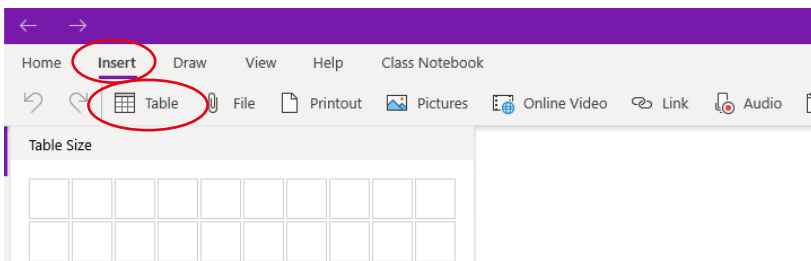 Home Insert Draw View Help Class Notebook
Table File Printout Pictures Online Video Link Audio
Table Size